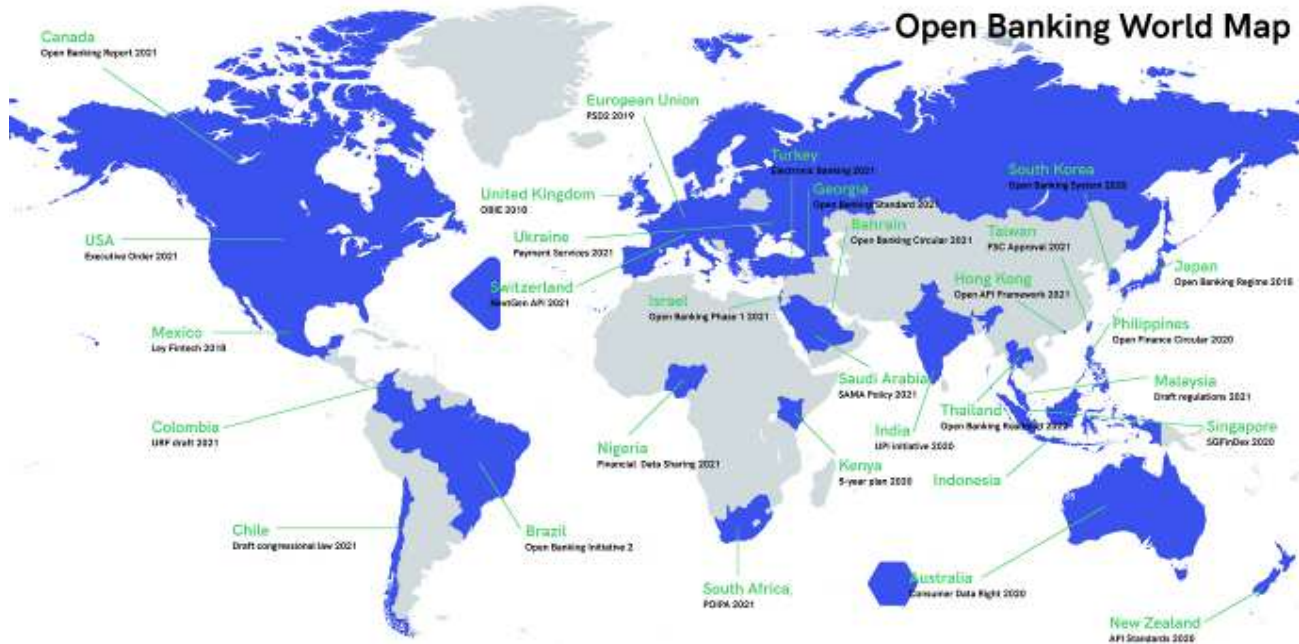 Open Banking World Map
Canada
Open Banking Report 2021
European Union
PSD2 2019
Turkey
Electronic Banking 2021
South Korea
Open Banking System 2020
United Kingdom
OBIE 2018
Georgia
Open Banking Standard 2021
Ukraine
Payment Services 2021
Bahrain
Open Banking Circular 2021
Taiwan
FSC Approval 2021
USA
Executive Order 2021
Switzerland
NextGen API 2021
Israel
Open Banking Phase 1 2021
Hong Kong
Open API Framework 2021
Japan
Open Banking Regime 2018
Mexico
Ley Fintech 2018
Philippines
Open Finance Circular 2020
Saudi Arabia
SAMA Policy 2021
Malaysia
Draft regulations 2021
Colombia
URF draft 2021
Nigeria
Financial Data Sharing 2021
India
UPI initiative 2020
Thailand
Open Banking
Singapore
SGFinDex 2020
Kenya
5-year plan 2020
Indonesia
Chile
Draft congressional law 2021
Brazil
Open Banking Initiative 2
South Africa
POIPA 2021
Australia
Consumer Data Right 2020
New Zealand
API Standards 2020